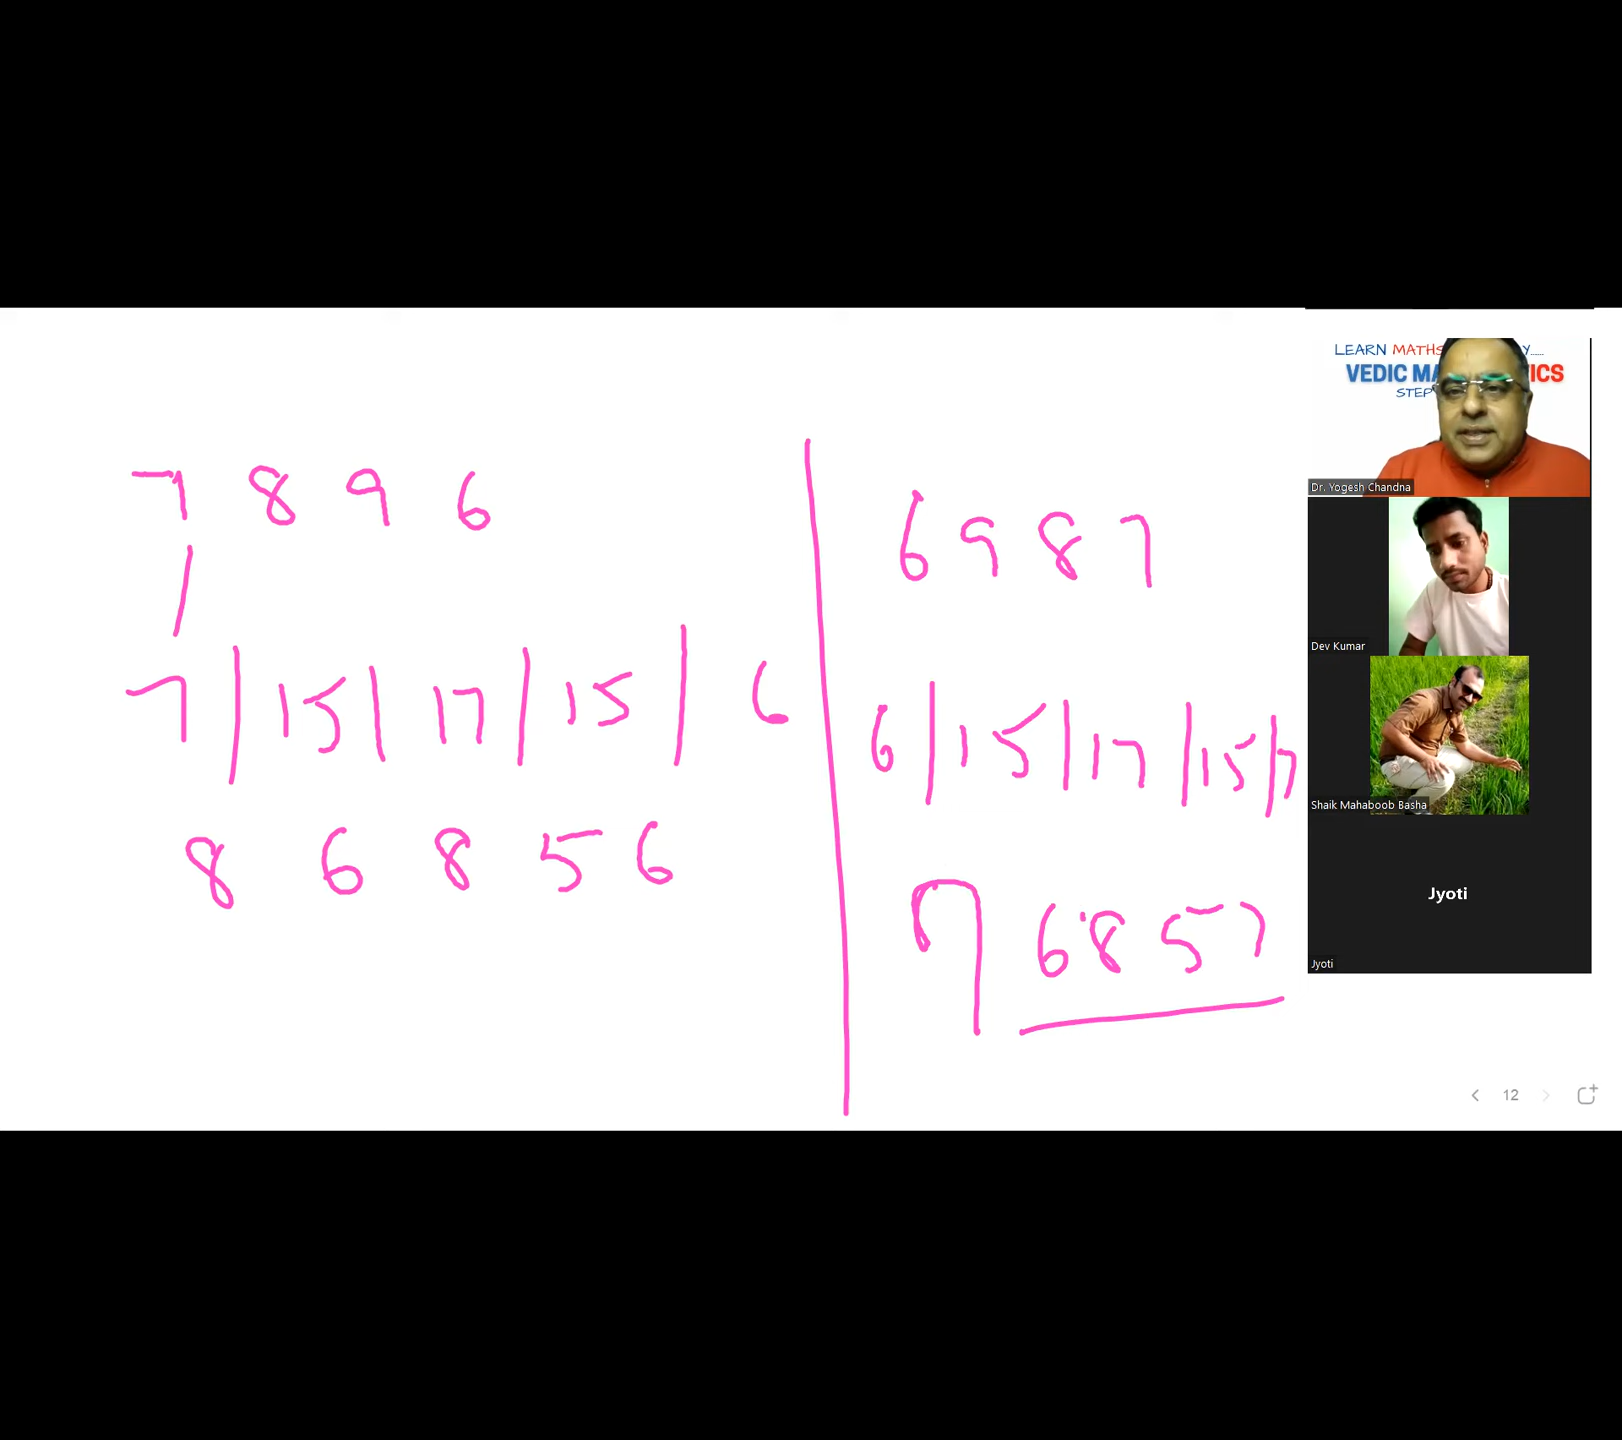 7 8 9 6
7 | 15 | 17 | 15 | 6
8 6 8 5 6
6 9 8 7
6 | 15 | 17 | 15 | 7
7 6 8 5 7
LEARN MATHS Y......
VEDIC MA ICS
STEP
Dr. Yogesh Chandna
Dev Kumar
Shaik Mahaboob Basha
Jyoti
Jyoti
< 12 >